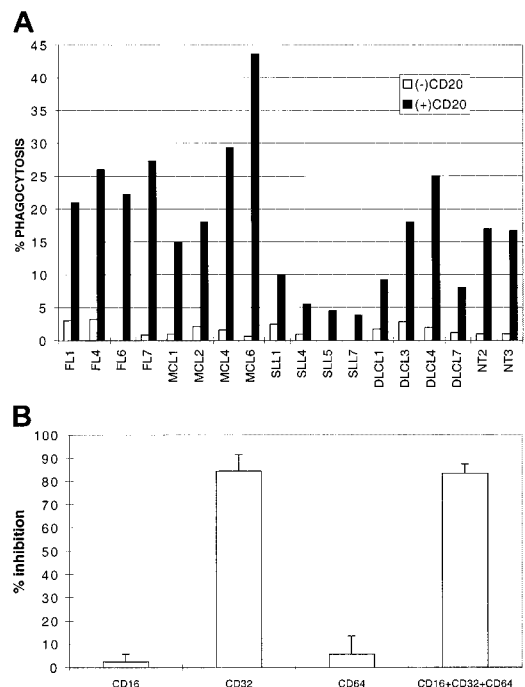 A
45
40
35
30
25
20
15
10
5
0
% PHAGOCYTOSIS
(-)CD20
(+)CD20
FL1
FL4
FL6
FL7
MCL1
MCL2
MCL4
MCL6
SLL1
SLL4
SLL5
SLL7
DLCL1
DLCL3
DLCL4
DLCL7
NT2
NT3
B
100
90
80
70
60
50
40
30
20
10
0
% inhibition
CD16
CD32
CD64
CD16+CD32+CD64